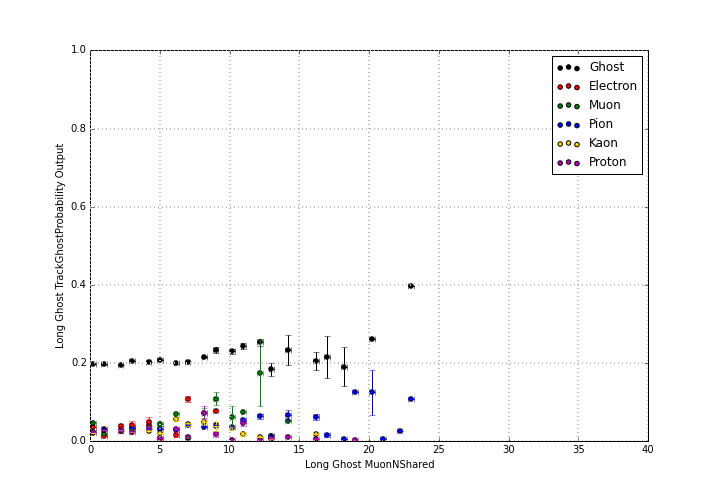 1.0
0.8
0.6
0.4
0.2
0.0
Long Ghost TrackGhostProbability Output
Ghost
Electron
Muon
Pion
Kaon
Proton
0 5 10 15 20 25 30 35 40
Long Ghost MuonNShared